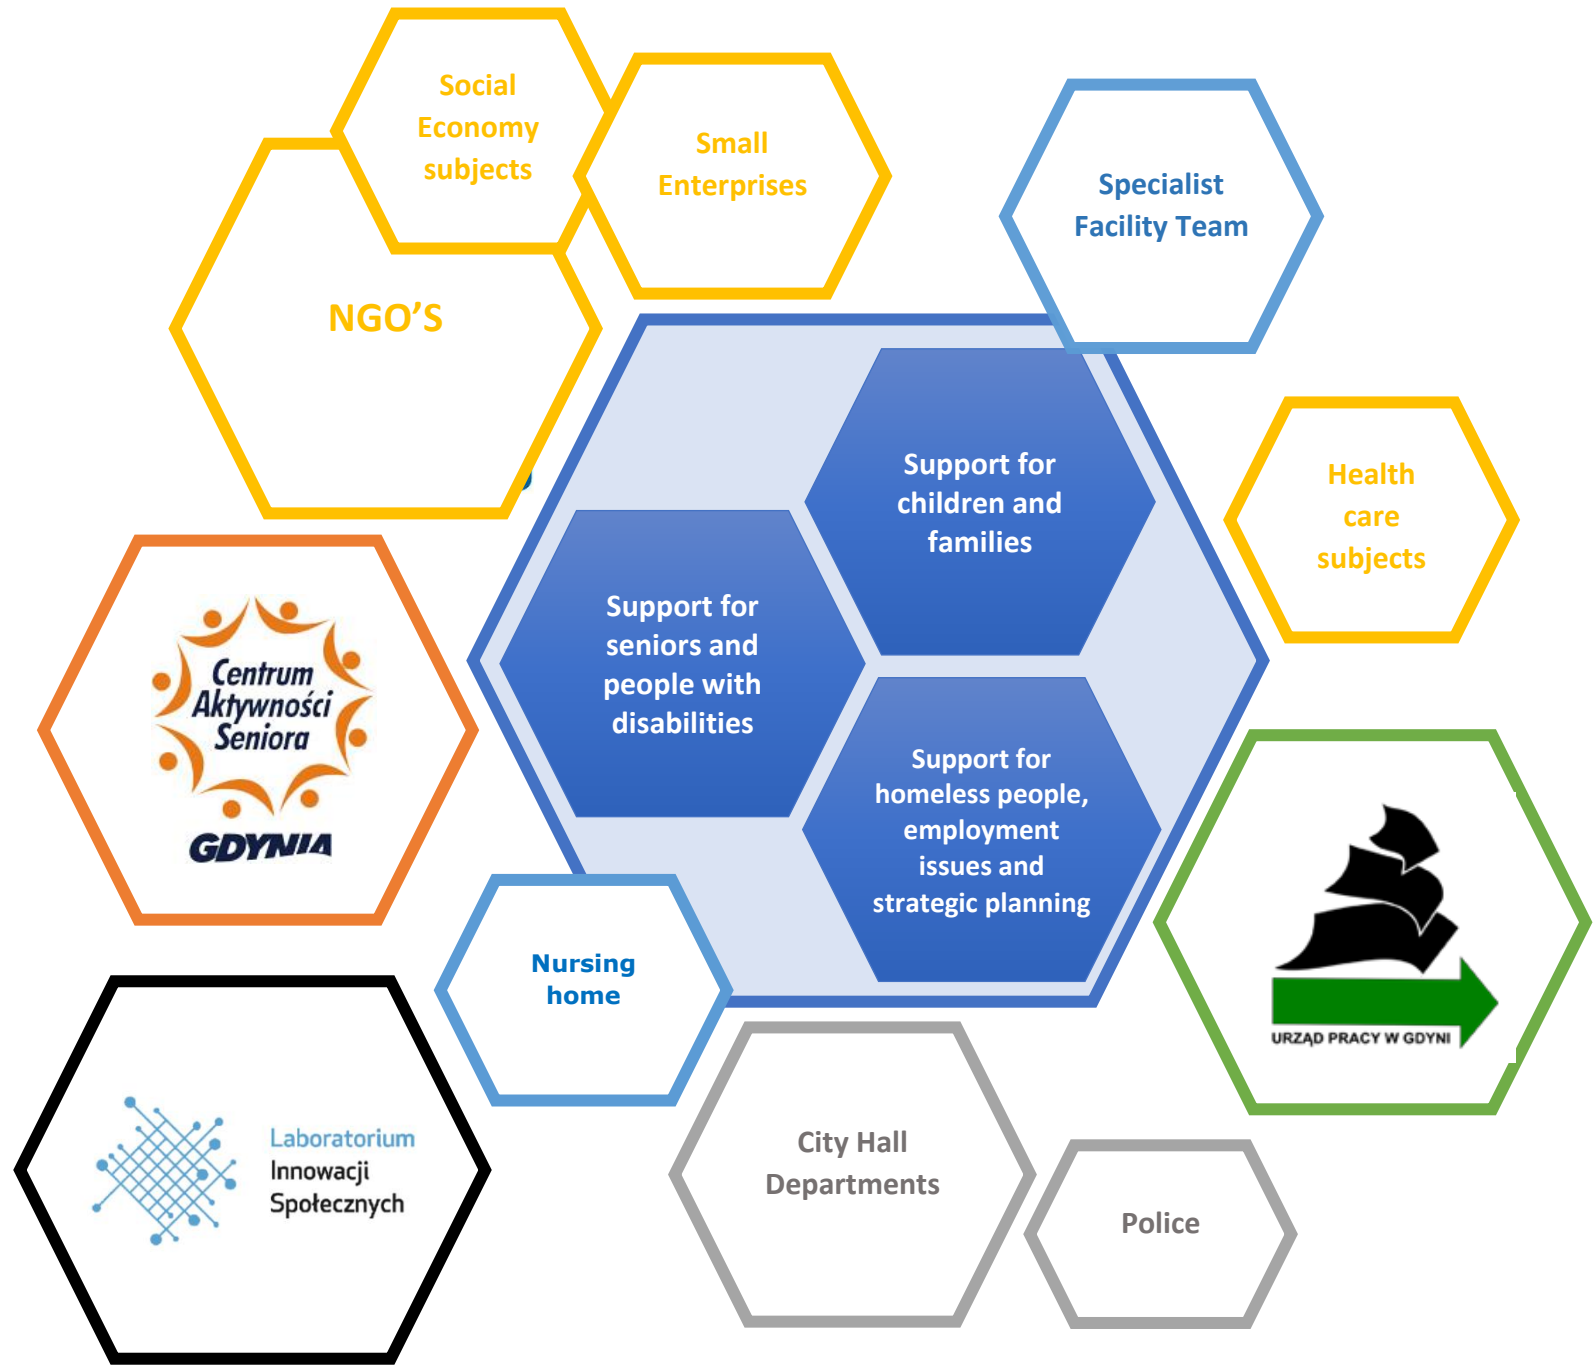 Social
Economy
subjects
Small
Enterprises
Specialist
Facility Team
NGO’S
Support for
children and
families
Health
care
subjects
Support for
seniors and
people with
disabilities
Centrum
Aktywności
Seniora
GDYNIA
Support for
homeless people,
employment
issues and
strategic planning
URZĄD PRACY W GDYNI
Nursing
home
Laboratorium
Innowacji
Społecznych
City Hall
Departments
Police